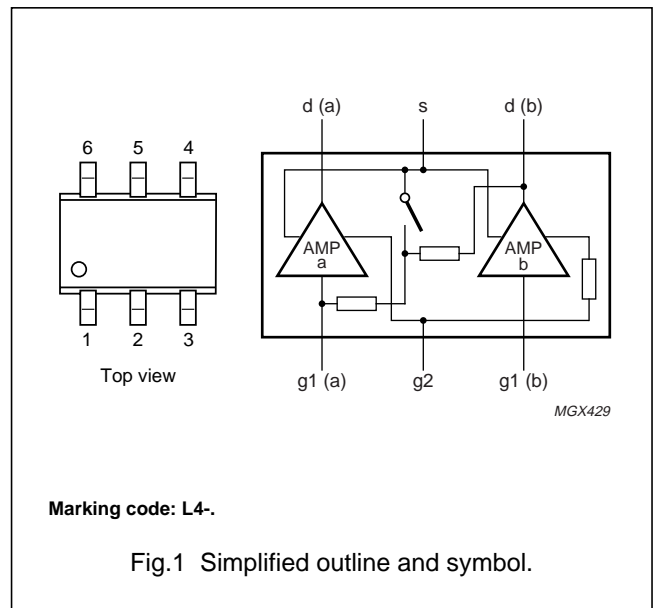 d (a) s d (b)
6 5 4
AMP
a
AMP
b
1 2 3
Top view
g1 (a) g2 g1 (b)
MGX429
Marking code: L4-.
Fig.1 Simplified outline and symbol.